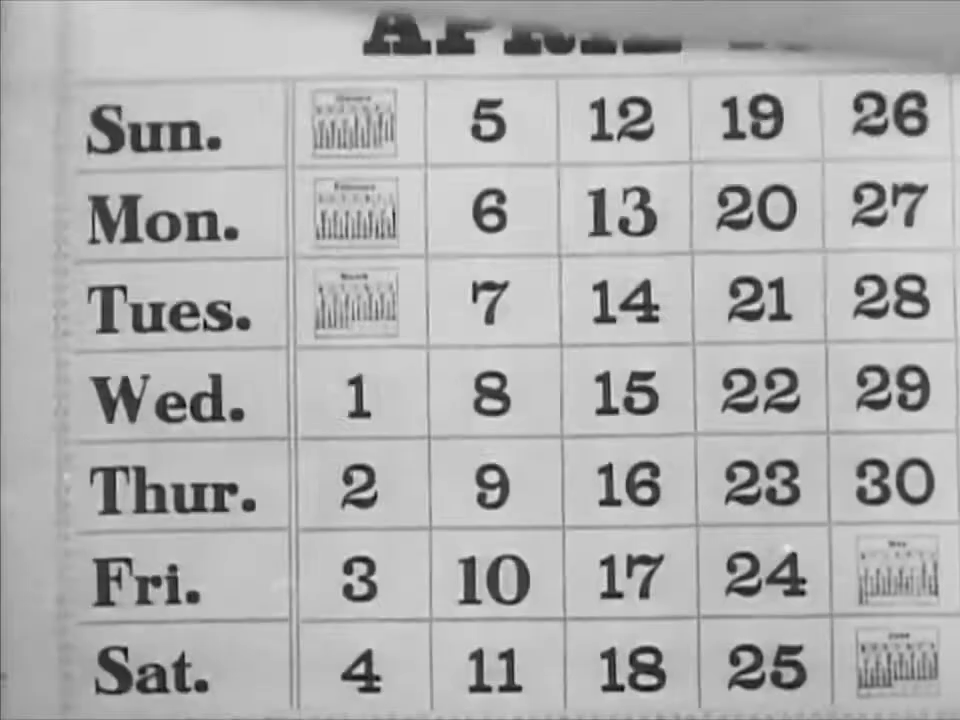 APRIL
Sun. 5 12 19 26
Mon. 6 13 20 27
Tues. 7 14 21 28
Wed. 1 8 15 22 29
Thur. 2 9 16 23 30
Fri. 3 10 17 24
Sat. 4 11 18 25